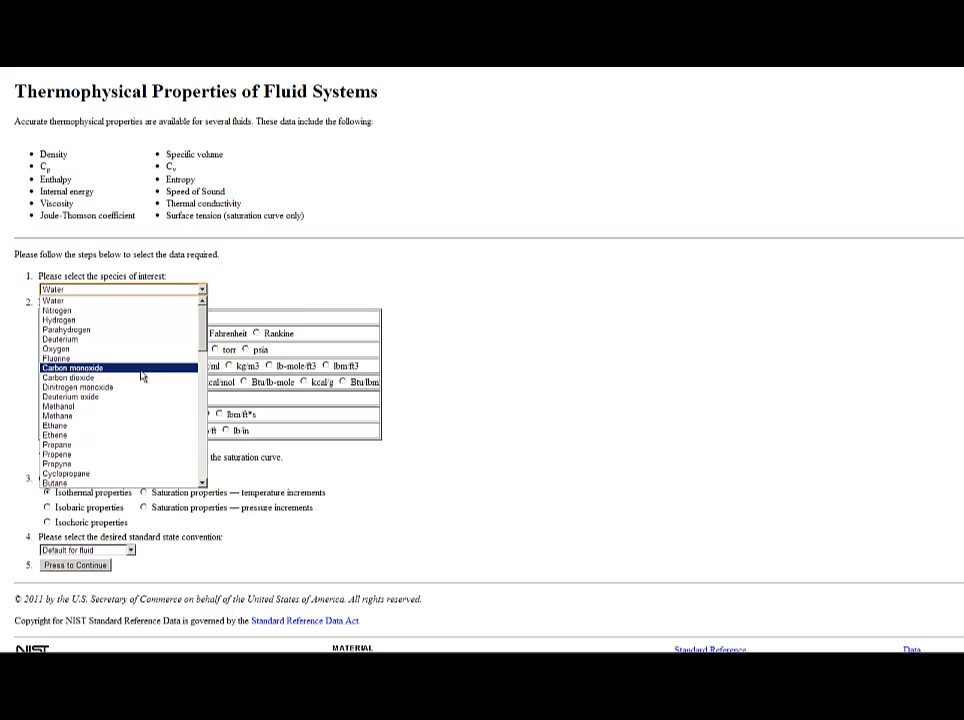 Thermophysical Properties of Fluid Systems
Accurate thermophysical properties are available for several fluids. These data include the following:
• Density • Specific volume
• Cp • Cv
• Enthalpy • Entropy
• Internal energy • Speed of Sound
• Viscosity • Thermal conductivity
• Joule-Thomson coefficient • Surface tension (saturation curve only)
Please follow the steps below to select the data required.
1. Please select the species of interest:
Water
2.
Water
Nitrogen
Hydrogen
Parahydrogen
Deuterium
Oxygen
Fluorine
Carbon monoxide
Carbon dioxide
Dinitrogen monoxide
Deuterium oxide
Methanol
Methane
Ethane
Ethene
Propane
Propene
Propyne
Cyclopropane
Butane
Fahrenheit Rankine
torr psia
/ml kg/m3 lb-mole/ft3 lbm/ft3
kcal/mol Btu/lb-mole kcal/g Btu/lbm
lbm/ft*s
/ft lb/in
the saturation curve.
3.
Isothermal properties Saturation properties — temperature increments
Isobaric properties Saturation properties — pressure increments
Isochoric properties
4. Please select the desired standard state convention:
Default for fluid
5. Press to Continue
© 2011 by the U.S. Secretary of Commerce on behalf of the United States of America. All rights reserved.
Copyright for NIST Standard Reference Data is governed by the Standard Reference Data Act.
NIST MATERIAL Standard Reference Data